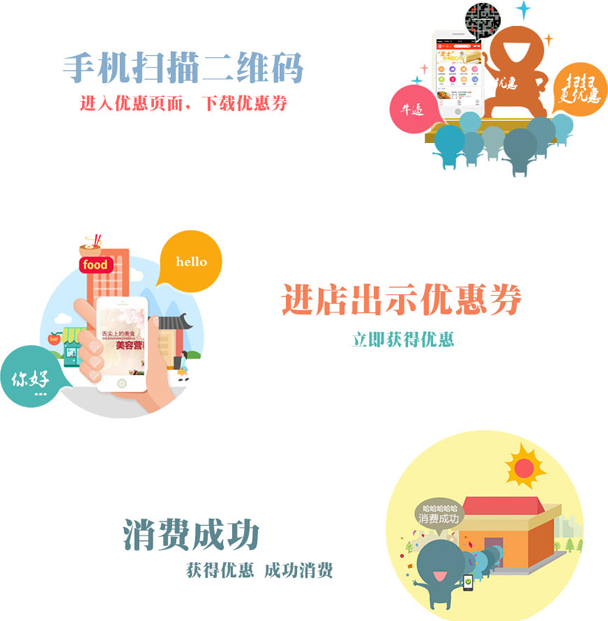 手机扫描二维码
进入优惠页面，下载优惠券
牛逼
优惠
扫扫
更优惠
food
hello
舌尖上的美食
美容营
你好
...
进店出示优惠券
立即获得优惠
哈哈哈哈哈
消费成功
消费成功
获得优惠 成功消费